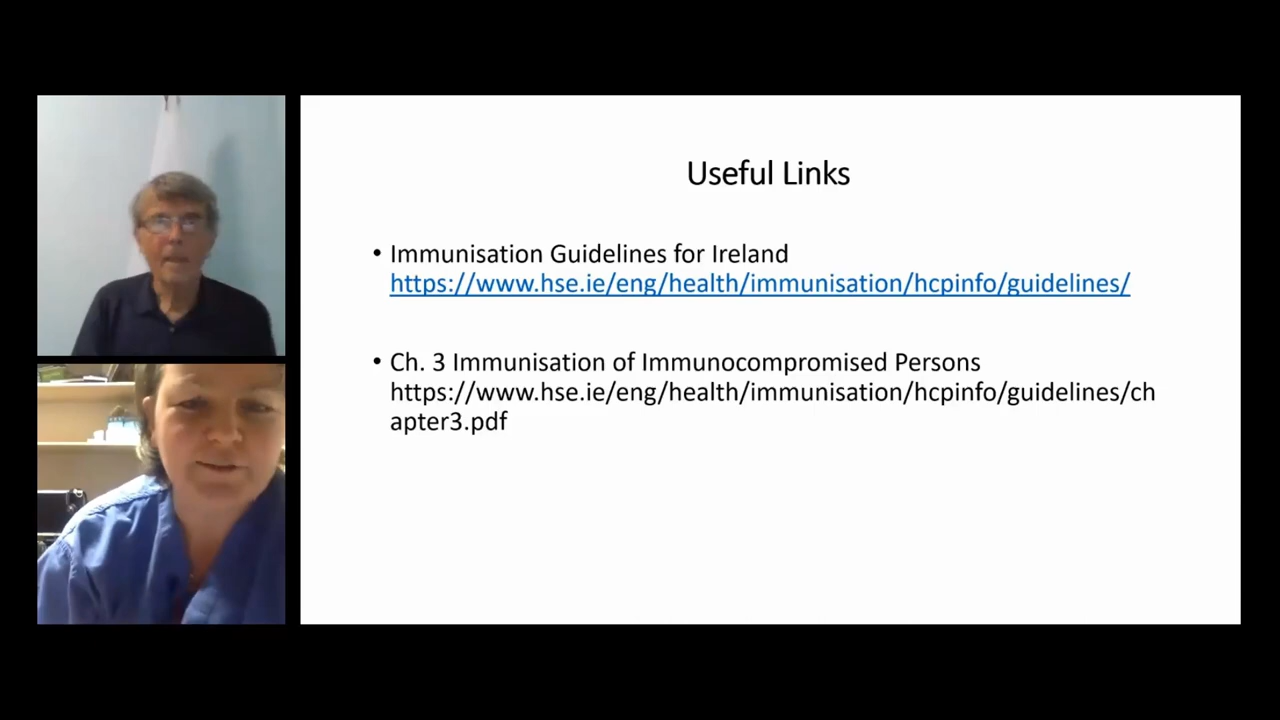 Useful Links
• Immunisation Guidelines for Ireland
https://www.hse.ie/eng/health/immunisation/hcpinfo/guidelines/
• Ch. 3 Immunisation of Immunocompromised Persons
https://www.hse.ie/eng/health/immunisation/hcpinfo/guidelines/ch
apter3.pdf